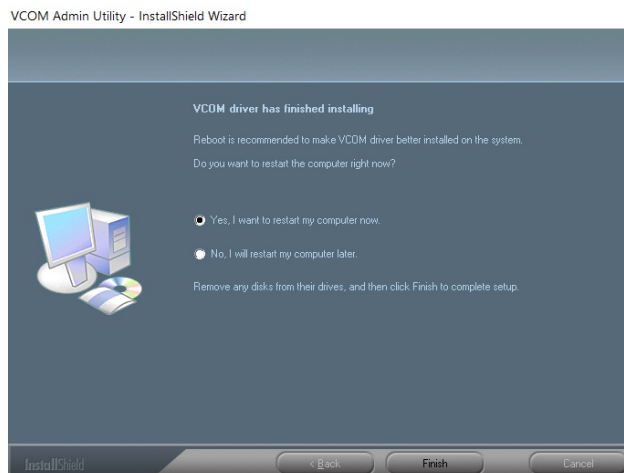 VCOM Admin Utility - InstallShield Wizard
VCOM driver has finished installing
Reboot is recommended to make VCOM driver better installed on the system.
Do you want to restart the computer right now?
Yes, I want to restart my computer now.
No, I will restart my computer later.
Remove any disks from their drives, and then click Finish to complete setup.
InstallShield
< Back
Finish
Cancel